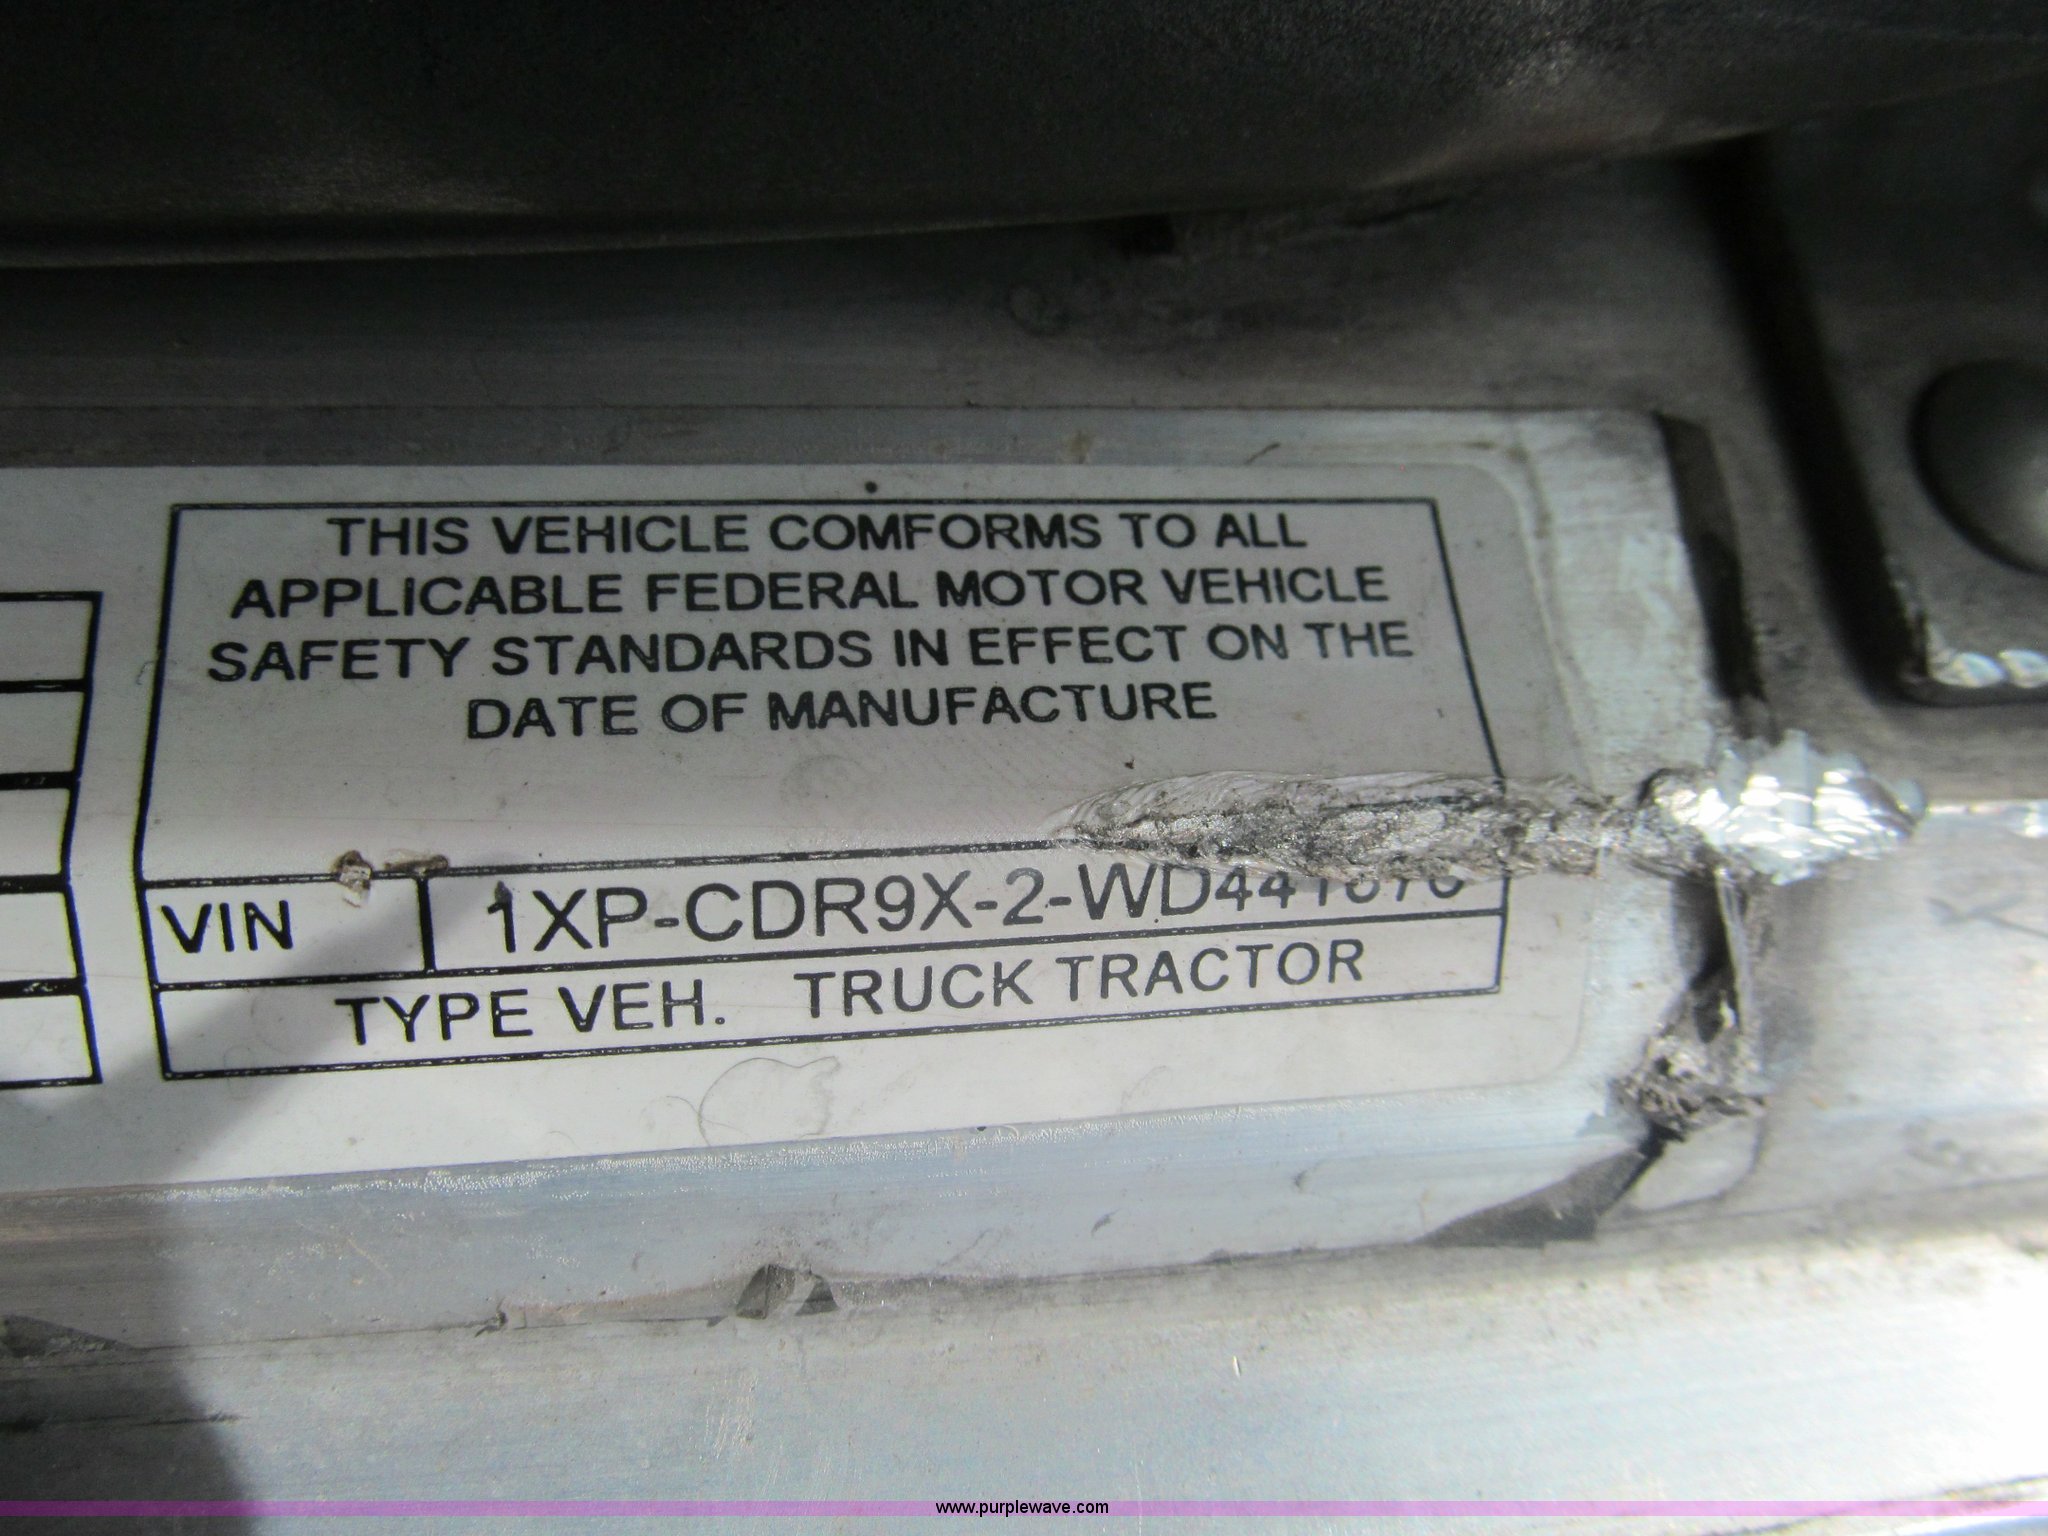 THIS VEHICLE COMFORMS TO ALL
APPLICABLE FEDERAL MOTOR VEHICLE
SAFETY STANDARDS IN EFFECT ON THE
DATE OF MANUFACTURE
VIN
TYPE VEH. TRUCK TRACTOR
www.purplewave.com